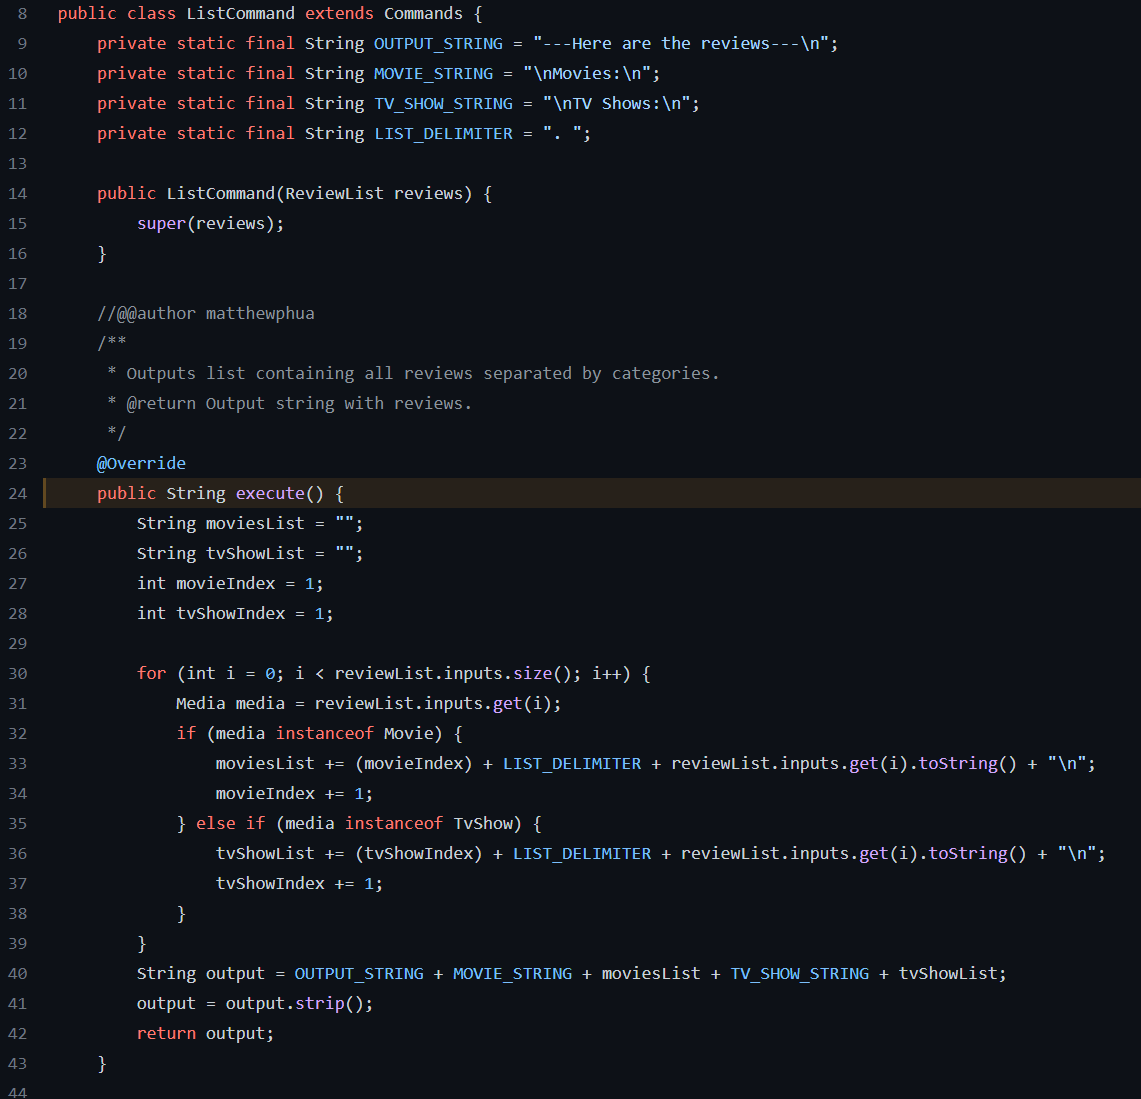 8 public class ListCommand extends Commands {
9     private static final String OUTPUT_STRING = "---Here are the reviews---\n";
10     private static final String MOVIE_STRING = "\nMovies:\n";
11     private static final String TV_SHOW_STRING = "\nTV Shows:\n";
12     private static final String LIST_DELIMITER = ". ";
13
14     public ListCommand(ReviewList reviews) {
15         super(reviews);
16     }
17
18     //@@author matthewphua
19     /**
20      * Outputs list containing all reviews separated by categories.
21      * @return Output string with reviews.
22      */
23     @Override
24     public String execute() {
25         String moviesList = "";
26         String tvShowList = "";
27         int movieIndex = 1;
28         int tvShowIndex = 1;
29
30         for (int i = 0; i < reviewList.inputs.size(); i++) {
31             Media media = reviewList.inputs.get(i);
32             if (media instanceof Movie) {
33                 moviesList += (movieIndex) + LIST_DELIMITER + reviewList.inputs.get(i).toString() + "\n";
34                 movieIndex += 1;
35             } else if (media instanceof TvShow) {
36                 tvShowList += (tvShowIndex) + LIST_DELIMITER + reviewList.inputs.get(i).toString() + "\n";
37                 tvShowIndex += 1;
38             }
39         }
40         String output = OUTPUT_STRING + MOVIE_STRING + moviesList + TV_SHOW_STRING + tvShowList;
41         output = output.strip();
42         return output;
43     }
44